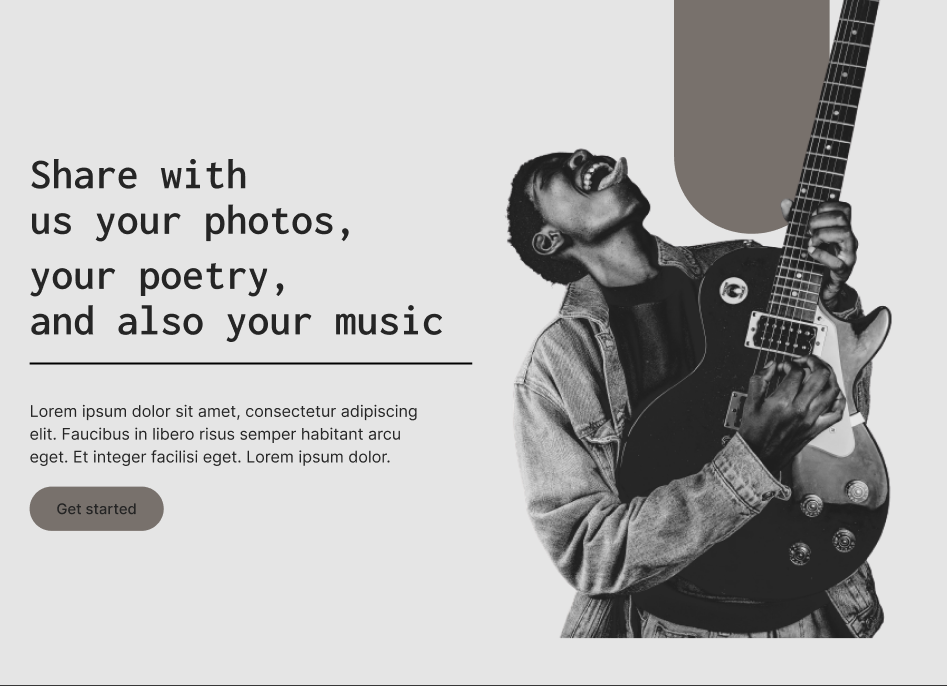 Share with
us your photos,
your poetry,
and also your music
Lorem ipsum dolor sit amet, consectetur adipiscing
elit. Faucibus in libero risus semper habitant arcu
eget. Et integer facilisi eget. Lorem ipsum dolor.
Get started